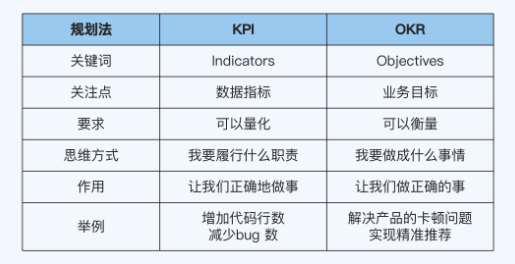 规划法 KPI OKR
关键词 Indicators Objectives
关注点 数据指标 业务目标
要求 可以量化 可以衡量
思维方式 我要履行什么职责 我要做成什么事情
作用 让我们正确地做事 让我们做正确的事
举例 增加代码行数 解决产品的卡顿问题
减少bug 数 实现精准推荐